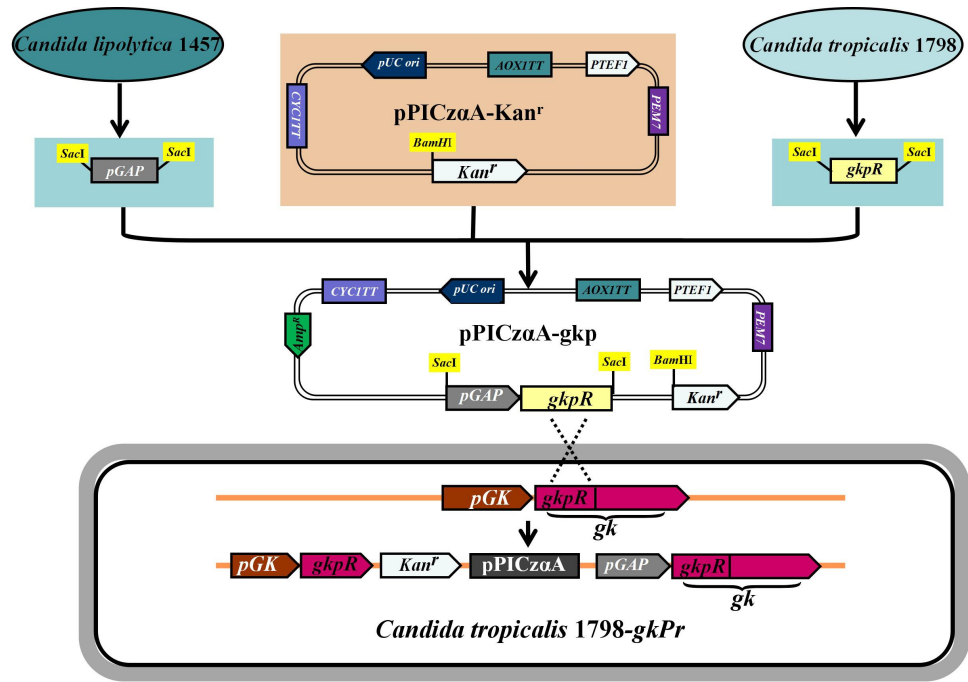 Candida lipolytica 1457
Candida tropicalis 1798
pUC ori
AOX1TT
PTEF1
CYC1TT
pPICzαA-Kanʳ
PEM7
BamHI
Kanʳ
SacI
SacI
pGAP
SacI
SacI
gkpR
CYC1TT
pUC ori
AOX1TT
PTEF1
Ampᴿ
pPICzαA-gkp
PEM7
SacI
SacI
BamHI
pGAP
gkpR
Kanʳ
pGK
gkpR
gk
pGK
gkpR
Kanʳ
pPICzαA
pGAP
gkpR
gk
Candida tropicalis 1798-gkPr